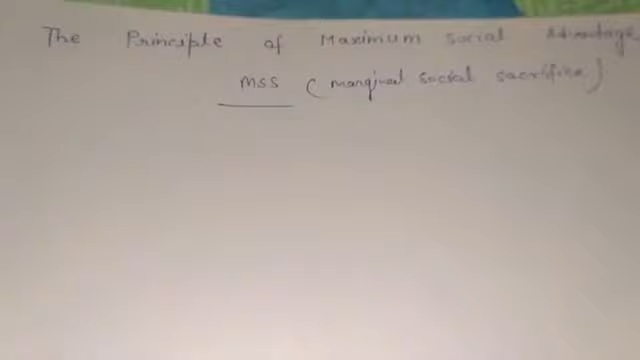 The Principle of Maximum social Advantage
MSS (marginal social sacrifice)